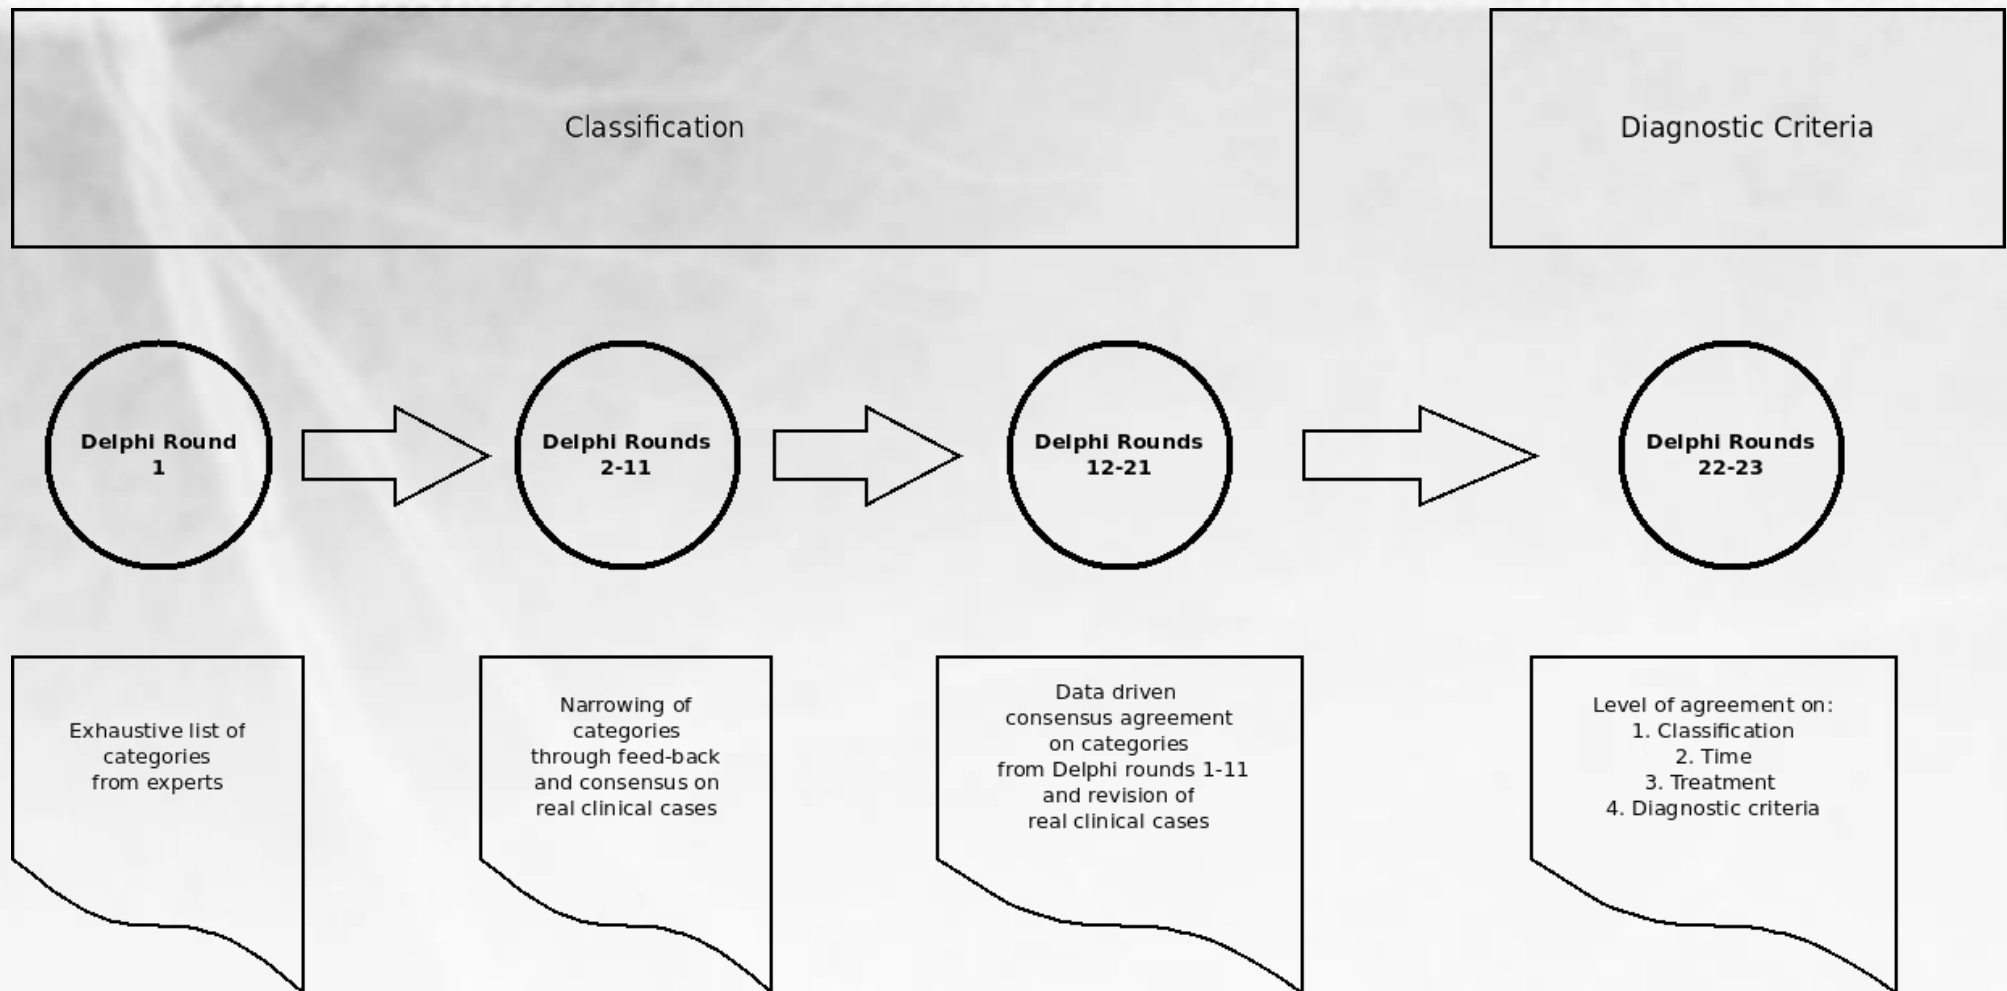 Classification
Diagnostic Criteria
Delphi Round
1
Delphi Rounds
2-11
Delphi Rounds
12-21
Delphi Rounds
22-23
Exhaustive list of
categories
from experts
Narrowing of
categories
through feed-back
and consensus on
real clinical cases
Data driven
consensus agreement
on categories
from Delphi rounds 1-11
and revision of
real clinical cases
Level of agreement on:
1. Classification
2. Time
3. Treatment
4. Diagnostic criteria